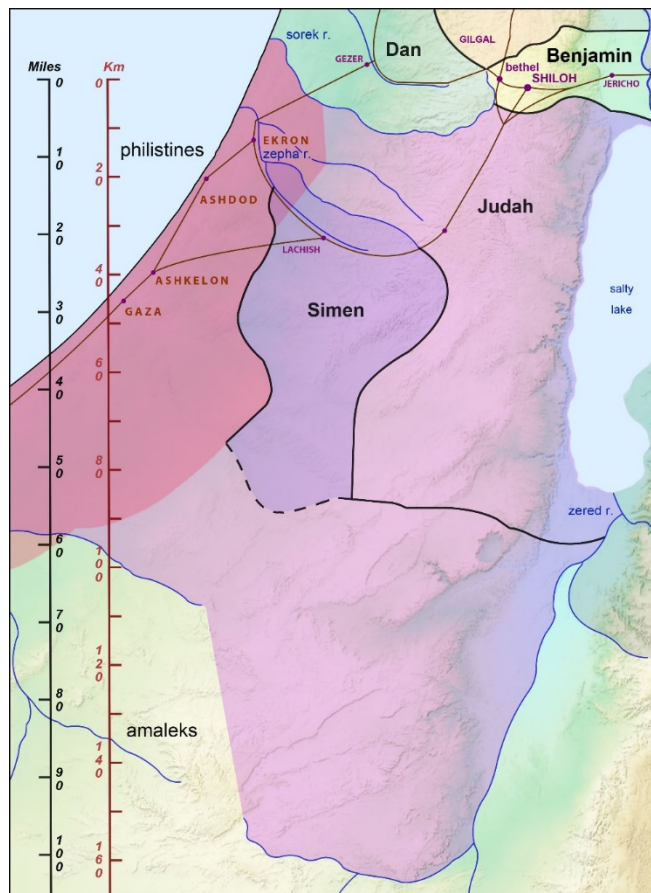 sorek r.
Dan
GILGAL
Benjamin
GEZER
bethel
SHILOH
JERICHO
Miles
Km
0
0
10
20
20
40
30
60
40
80
50
100
60
120
70
140
80
160
90
100
philistines
EKRON
zepha r.
ASHDOD
Judah
LACHISH
ASHKELON
GAZA
Simen
salty
lake
zered r.
amaleks